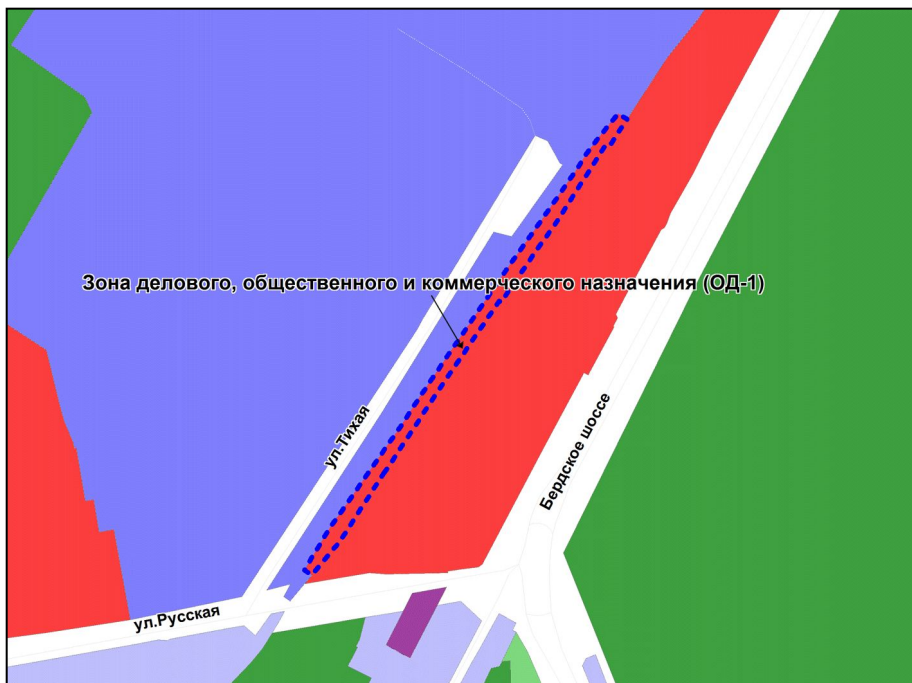 Зона делового, общественного и коммерческого назначения (ОД-1)
ул.Тихая
Бердское шоссе
ул.Русская